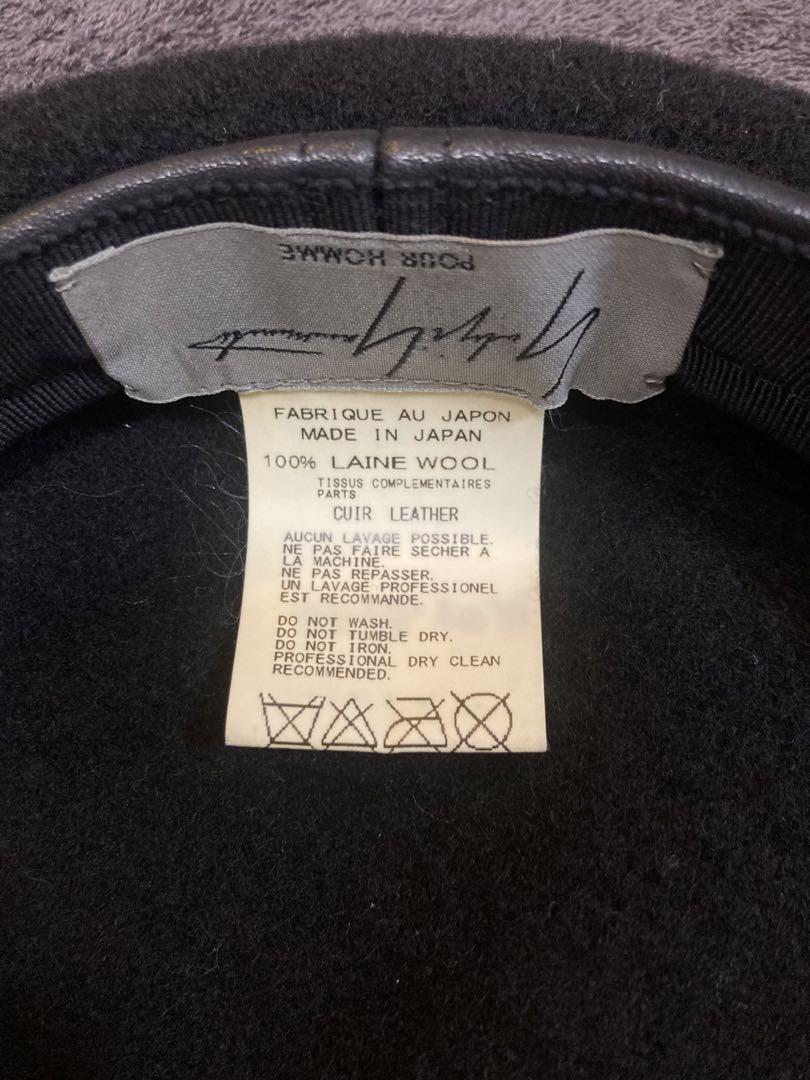 POUR HOMME
Yohji Yamamoto
FABRIQUE AU JAPON
MADE IN JAPAN
100% LAINE WOOL
TISSUS COMPLEMENTAIRES
PARTS
CUIR LEATHER
AUCUN LAVAGE POSSIBLE.
NE PAS FAIRE SECHER A
LA MACHINE.
NE PAS REPASSER.
UN LAVAGE PROFESSIONEL
EST RECOMMANDE.
DO NOT WASH.
DO NOT TUMBLE DRY.
DO NOT IRON.
PROFESSIONAL DRY CLEAN
RECOMMENDED.